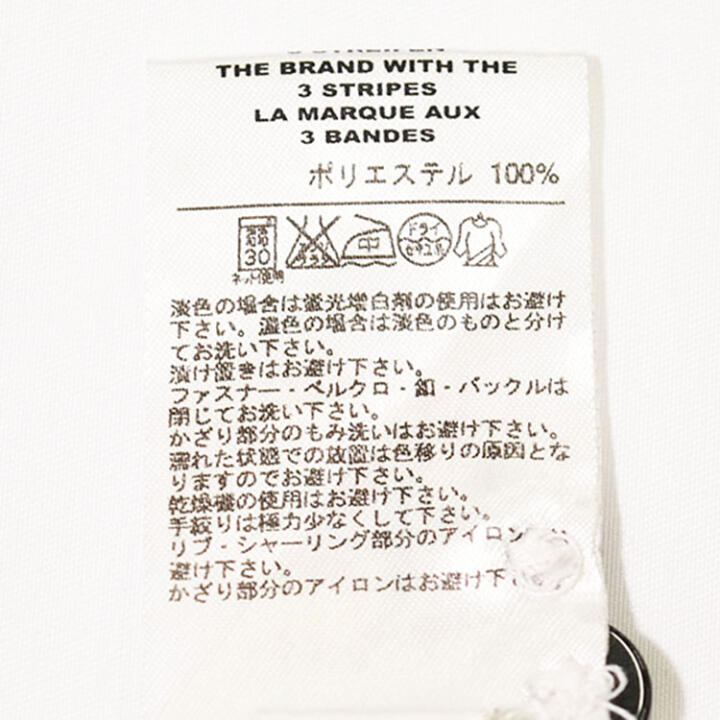 THE BRAND WITH THE
3 STRIPES
LA MARQUE AUX
3 BANDES
ポリエステル 100%
30 中 ドライ
ネット使用
淡色の場合は蛍光増白剤の使用はお避け
下さい。濃色の場合は淡色のものと分け
てお洗い下さい。
漬け置きはお避け下さい。
ファスナー・ベルクロ・釦・バックルは
閉じてお洗い下さい。
かざり部分のもみ洗いはお避け下さい。
濡れた状態での放置は色移りの原因とな
りますのでお避け下さい。
乾燥機の使用はお避け下さい。
手絞りは極力少なくして下さい。
リブ・シャーリング部分のアイロン
避け下さい。
かざり部分のアイロンはお避け下